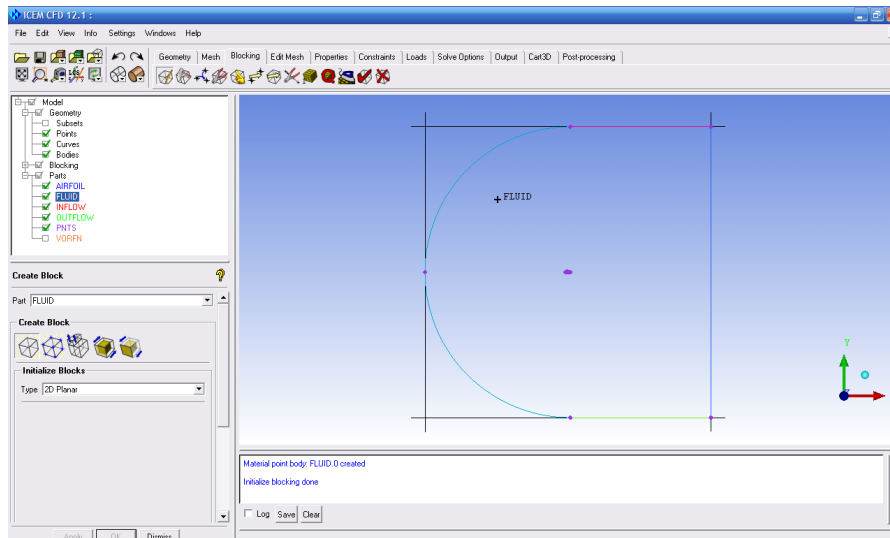 ICEM CFD 12.1 :
File Edit View Info Settings Windows Help
Geometry Mesh Blocking Edit Mesh Properties Constraints Loads Solve Options Output Cart3D Post-processing
Model
Geometry
Subsets
Points
Curves
Bodies
Blocking
Parts
AIRFOIL
FLUID
INFLOW
OUTFLOW
PNTS
VORFN
FLUID
Create Block
Part FLUID
Create Block
Initialize Blocks
Type 2D Planar
y
Material point body: FLUID.0 created
Initialize blocking done
Log Save Clear
Apply OK Dismiss